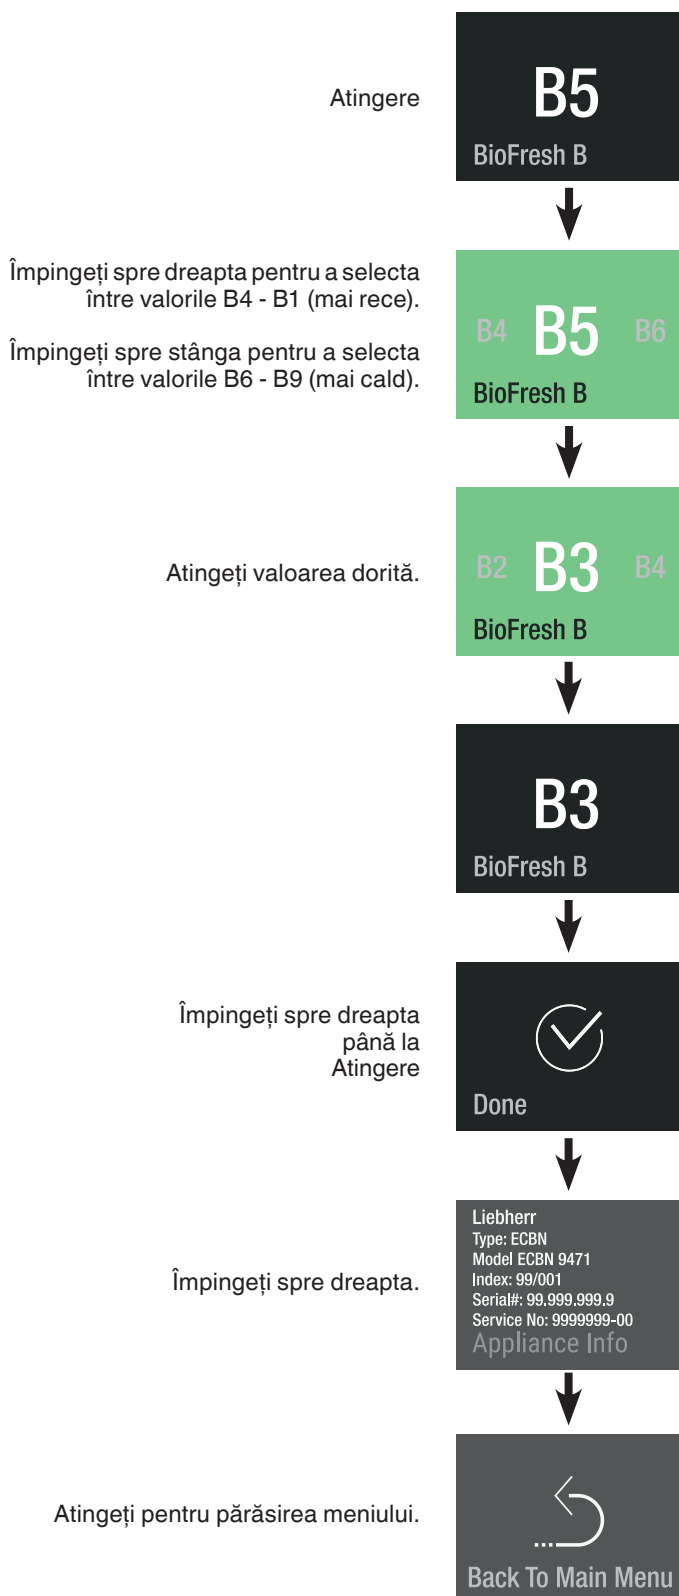 Atingere
B5
BioFresh B
Împingeți spre dreapta pentru a selecta
între valorile B4 - B1 (mai rece).
Împingeți spre stânga pentru a selecta
între valorile B6 - B9 (mai cald).
B4 B5 B6
BioFresh B
Atingeți valoarea dorită.
B2 B3 B4
BioFresh B
B3
BioFresh B
Împingeți spre dreapta
până la
Atingere
Done
Împingeți spre dreapta.
Liebherr
Type: ECBN
Model ECBN 9471
Index: 99/001
Serial#: 99.999.999.9
Service No: 9999999-00
Appliance Info
Atingeți pentru părăsirea meniului.
Back To Main Menu